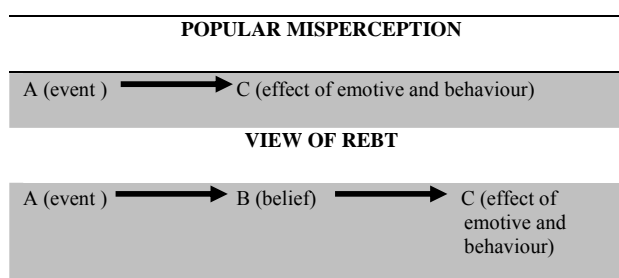 POPULAR MISPERCEPTION
A (event ) C (effect of emotive and behaviour)
VIEW OF REBT
A (event ) B (belief) C (effect of
emotive and
behaviour)